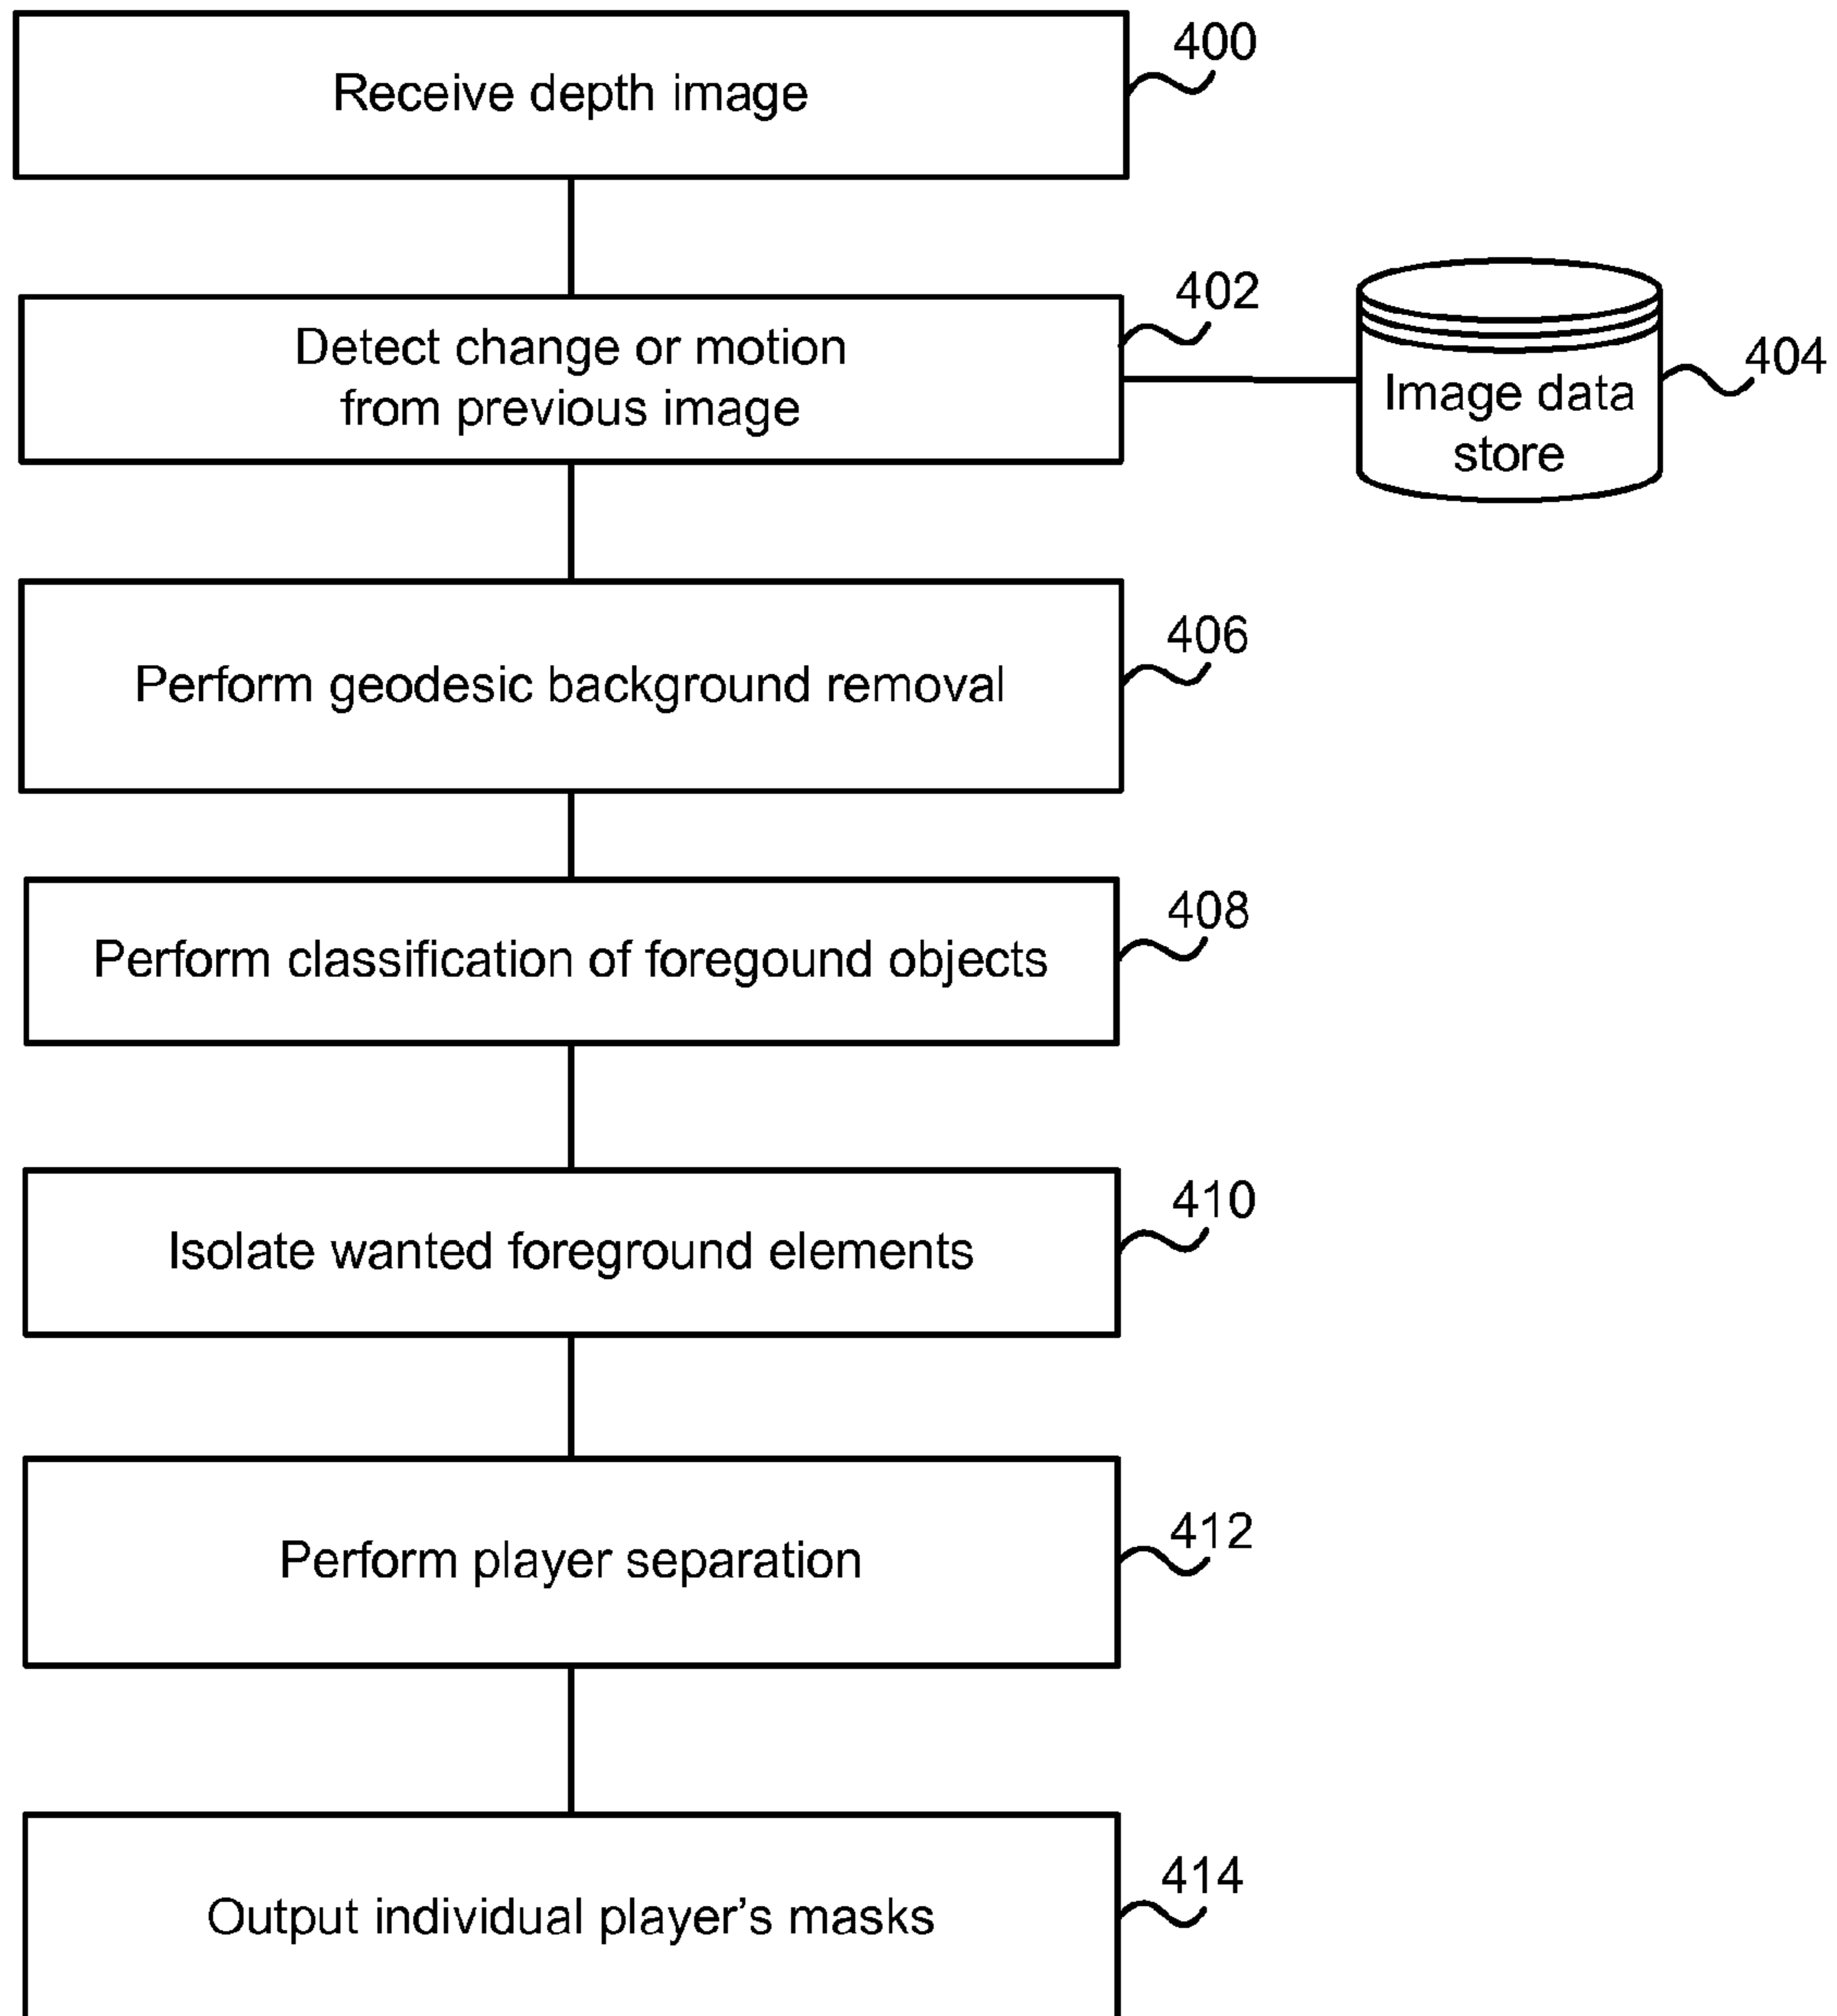 Receive depth image
400
Detect change or motion
from previous image
402
Image data
store
404
Perform geodesic background removal
406
Perform classification of foregound objects
408
Isolate wanted foreground elements
410
Perform player separation
412
Output individual player's masks
414